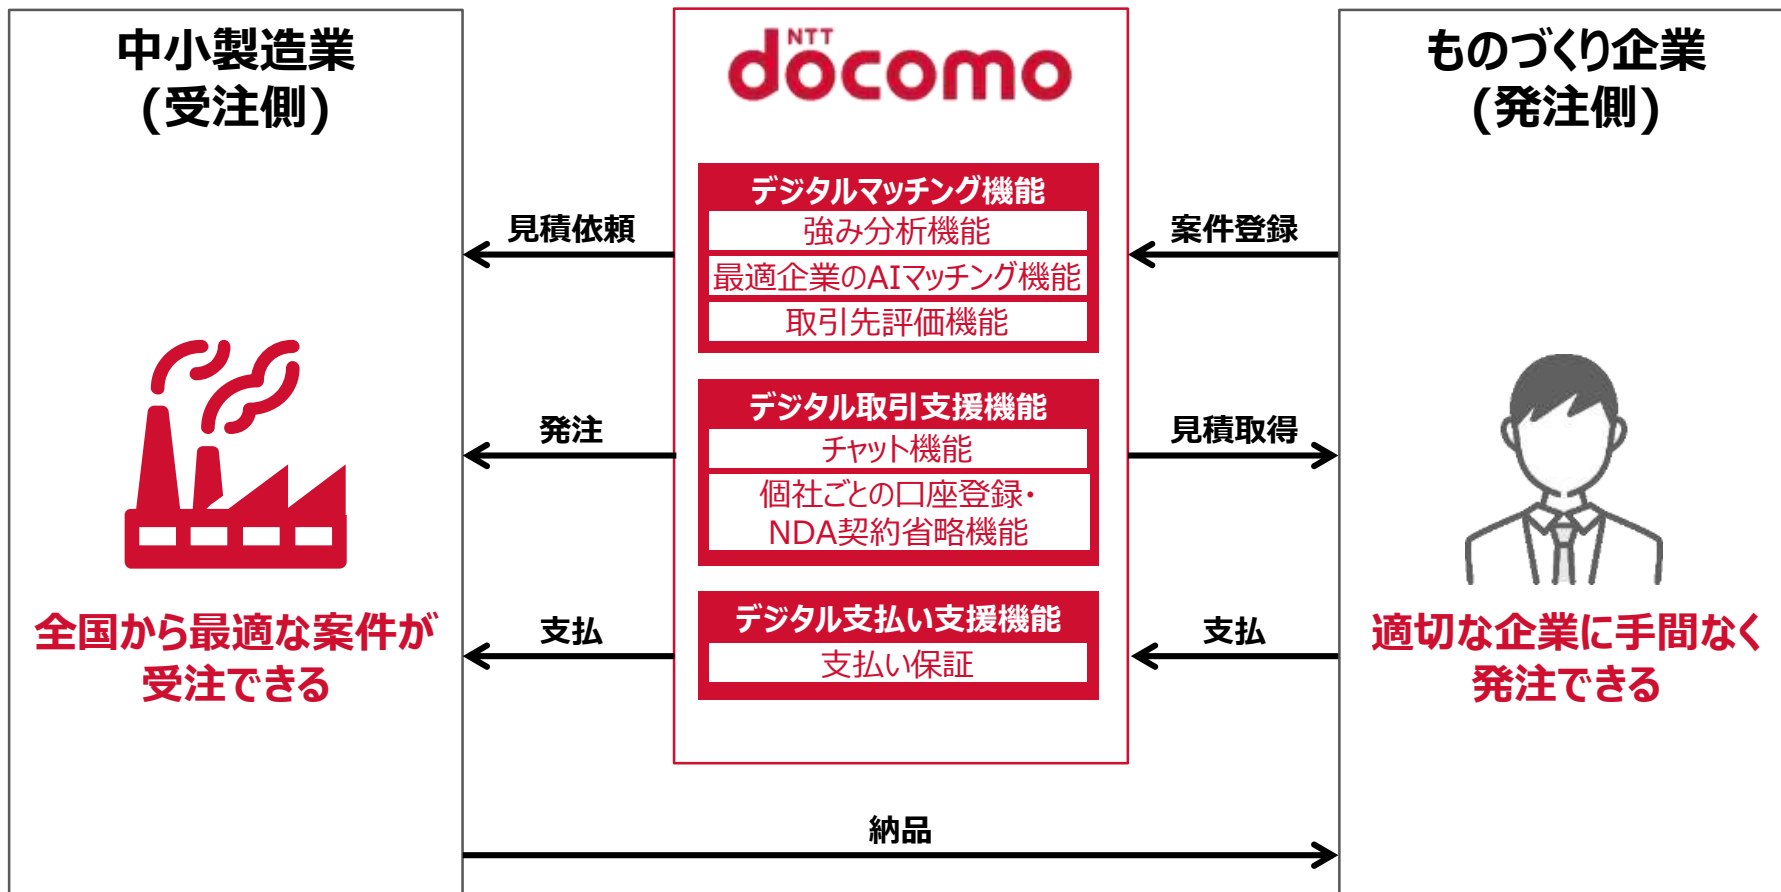 中小製造業
(受注側)
全国から最適な案件が
受注できる
見積依頼
発注
支払
NTT
docomo
デジタルマッチング機能
強み分析機能
最適企業のAIマッチング機能
取引先評価機能
デジタル取引支援機能
チャット機能
個社ごとの口座登録・
NDA契約省略機能
デジタル支払い支援機能
支払い保証
案件登録
見積取得
支払
ものづくり企業
(発注側)
適切な企業に手間なく
発注できる
納品